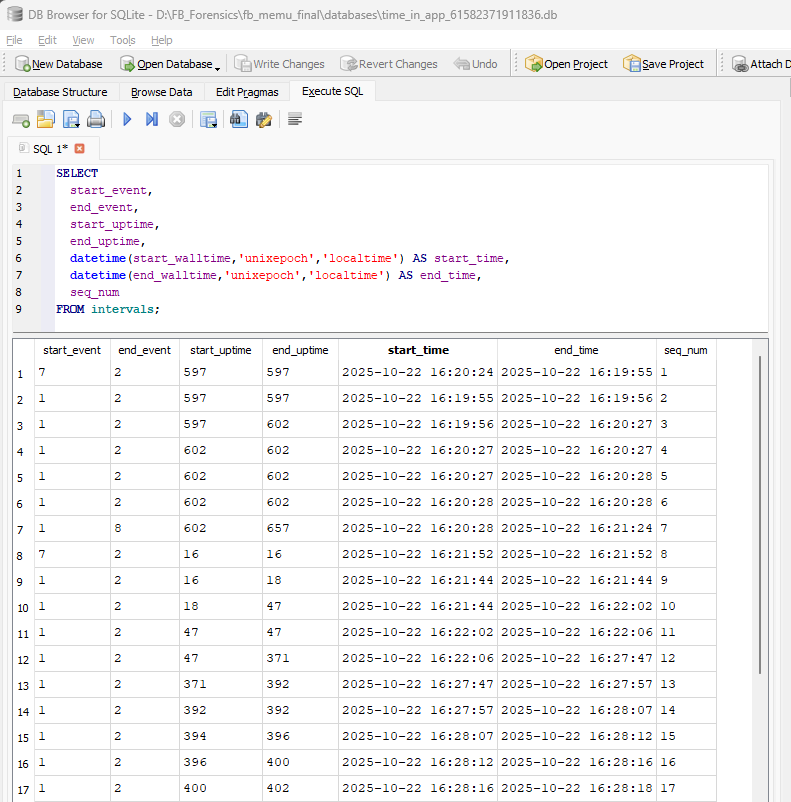 DB Browser for SQLite - D:\FB_Forensics\fb_memu_final\databases\time_in_app_61582371911836.db
File Edit View Tools Help
New Database Open Database Write Changes Revert Changes Undo Open Project Save Project Attach D
Database Structure Browse Data Edit Pragmas Execute SQL
SQL 1*
1 SELECT
2 start_event,
3 end_event,
4 start_uptime,
5 end_uptime,
6 datetime(start_walltime,'unixepoch','localtime') AS start_time,
7 datetime(end_walltime,'unixepoch','localtime') AS end_time,
8 seq_num
9 FROM intervals;
start_event end_event start_uptime end_uptime start_time end_time seq_num
1 7 2 597 597 2025-10-22 16:20:24 2025-10-22 16:19:55 1
2 1 2 597 597 2025-10-22 16:19:55 2025-10-22 16:19:56 2
3 1 2 597 602 2025-10-22 16:19:56 2025-10-22 16:20:27 3
4 1 2 602 602 2025-10-22 16:20:27 2025-10-22 16:20:27 4
5 1 2 602 602 2025-10-22 16:20:27 2025-10-22 16:20:28 5
6 1 2 602 602 2025-10-22 16:20:28 2025-10-22 16:20:28 6
7 1 8 602 657 2025-10-22 16:20:28 2025-10-22 16:21:24 7
8 7 2 16 16 2025-10-22 16:21:52 2025-10-22 16:21:52 8
9 1 2 16 18 2025-10-22 16:21:44 2025-10-22 16:21:44 9
10 1 2 18 47 2025-10-22 16:21:44 2025-10-22 16:22:02 10
11 1 2 47 47 2025-10-22 16:22:02 2025-10-22 16:22:06 11
12 1 2 47 371 2025-10-22 16:22:06 2025-10-22 16:27:47 12
13 1 2 371 392 2025-10-22 16:27:47 2025-10-22 16:27:57 13
14 1 2 392 392 2025-10-22 16:27:57 2025-10-22 16:28:07 14
15 1 2 394 396 2025-10-22 16:28:07 2025-10-22 16:28:12 15
16 1 2 396 400 2025-10-22 16:28:12 2025-10-22 16:28:16 16
17 1 2 400 402 2025-10-22 16:28:16 2025-10-22 16:28:18 17